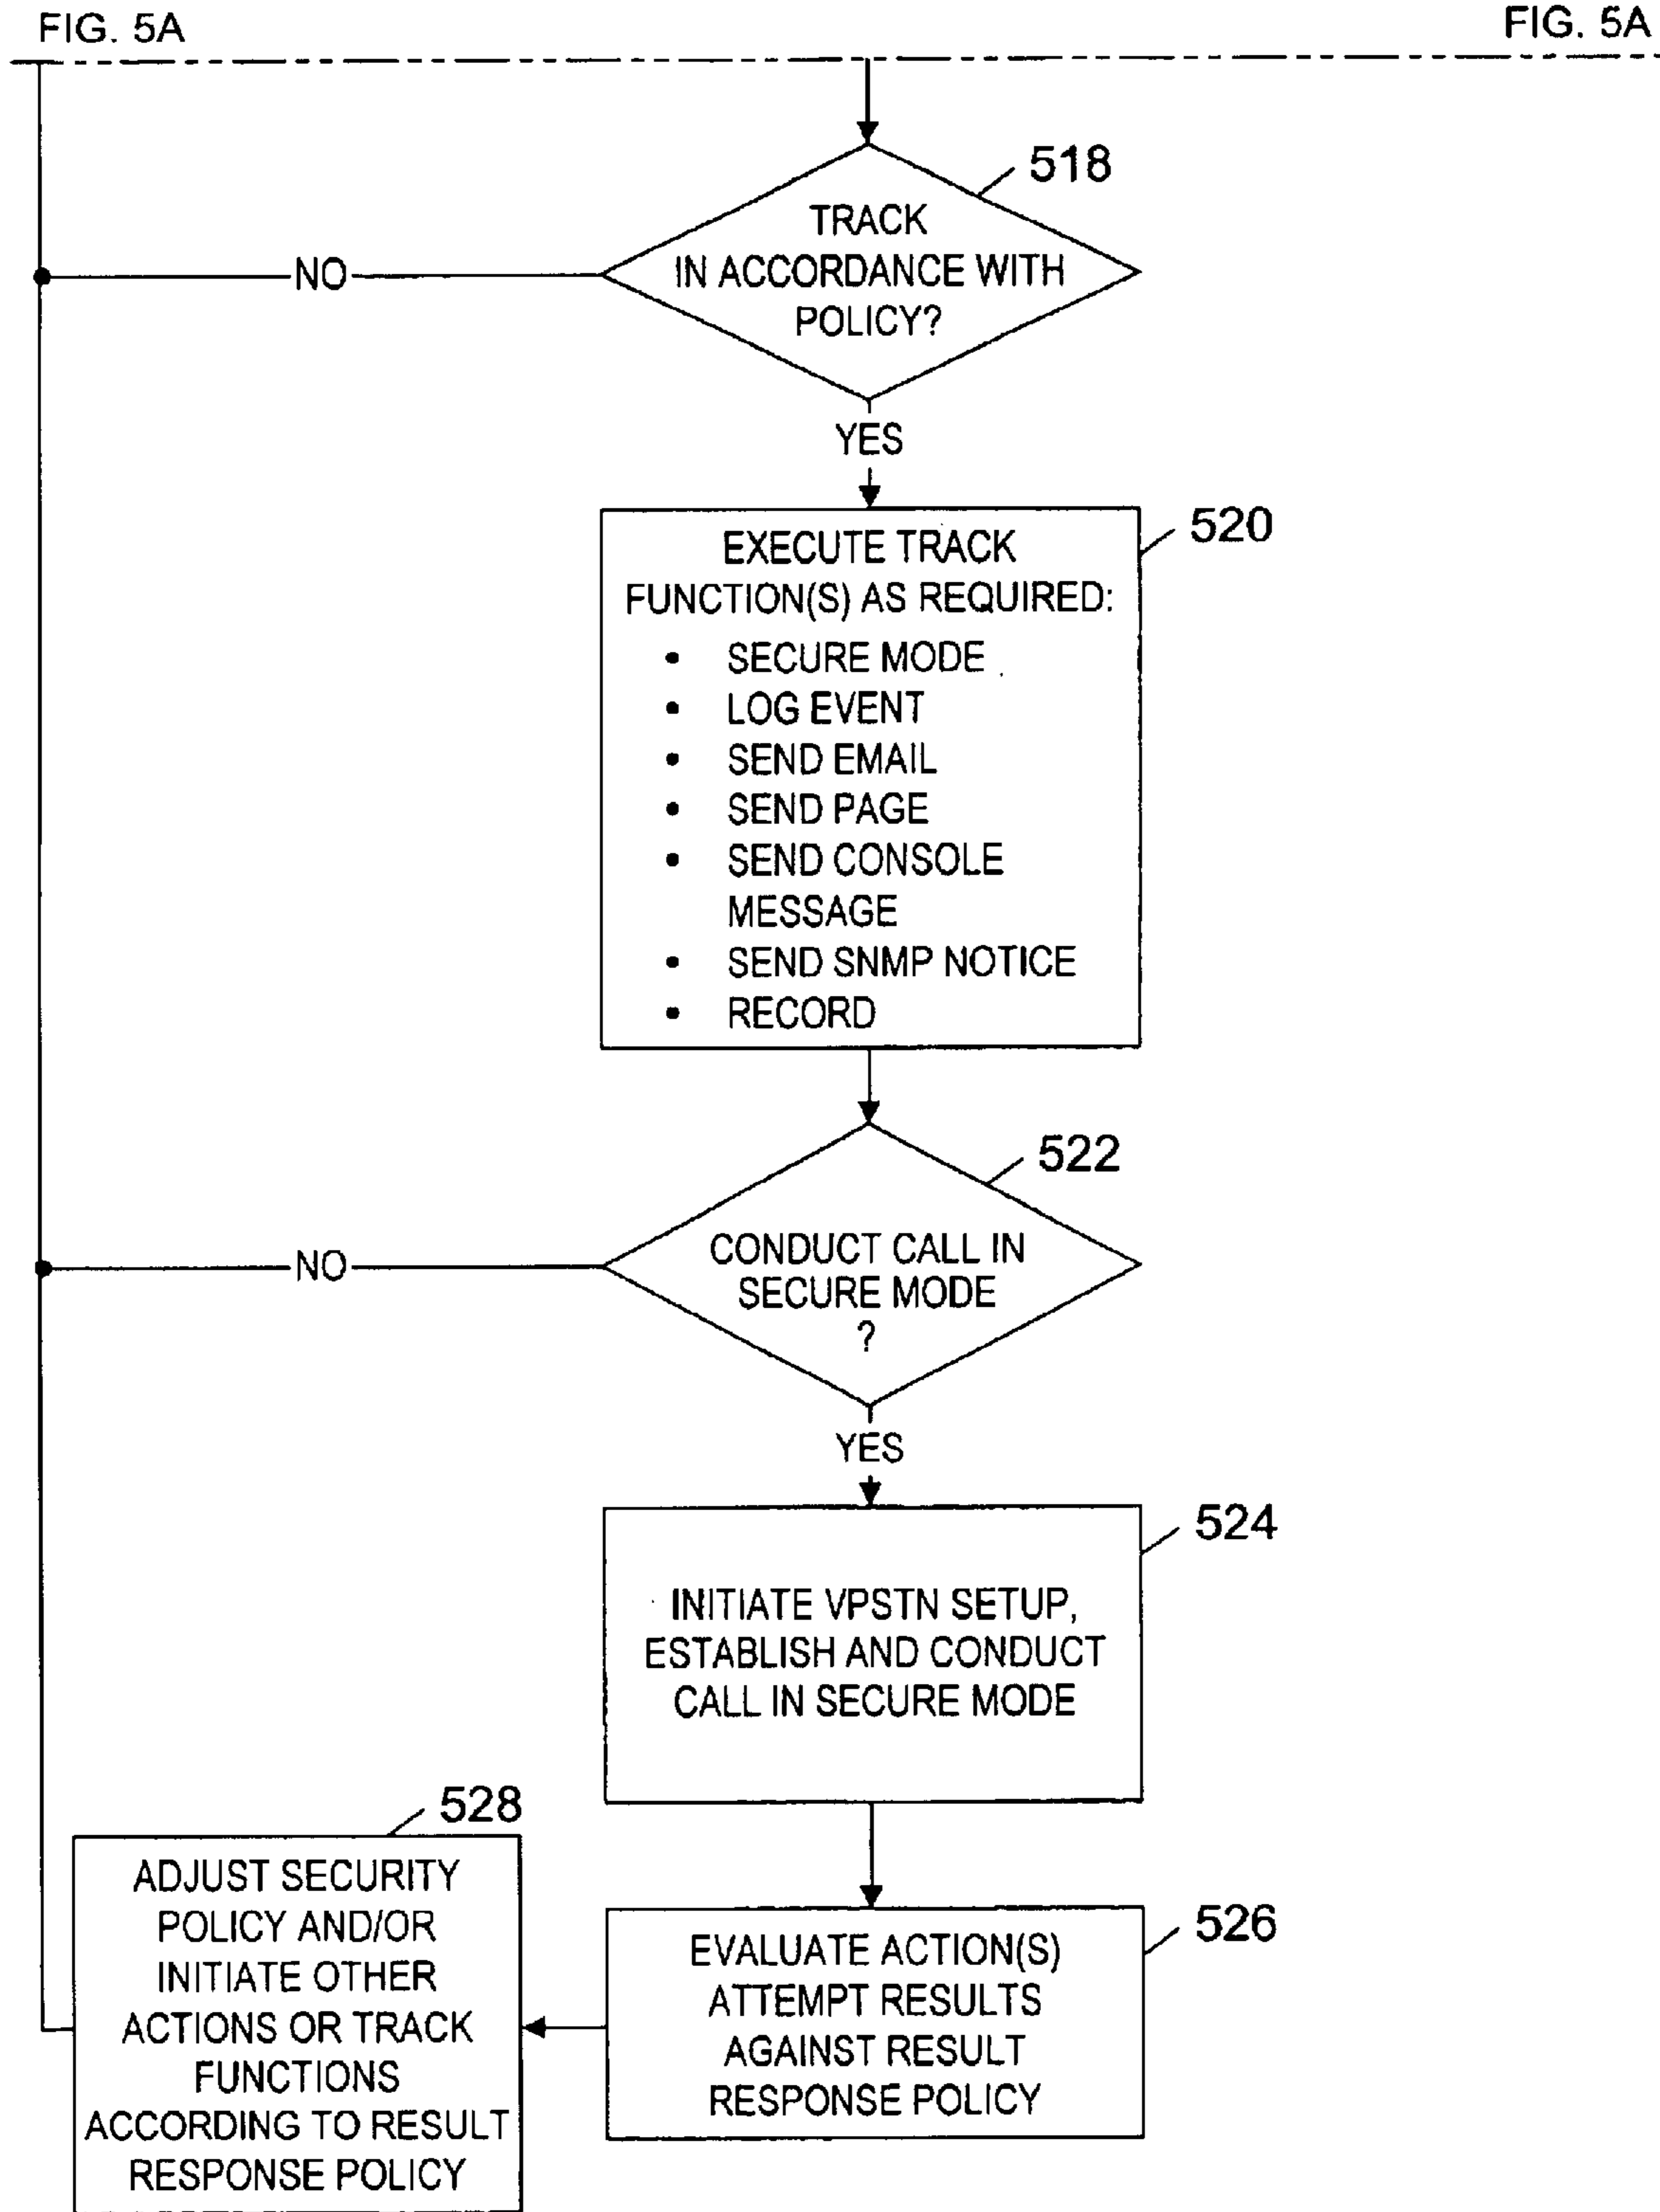 FIG. 5A
FIG. 5A
518
TRACK
IN ACCORDANCE WITH
POLICY?
NO
YES
520
EXECUTE TRACK
FUNCTION(S) AS REQUIRED:
• SECURE MODE
• LOG EVENT
• SEND EMAIL
• SEND PAGE
• SEND CONSOLE
MESSAGE
• SEND SNMP NOTICE
• RECORD
522
CONDUCT CALL IN
SECURE MODE
?
NO
YES
524
INITIATE VPSTN SETUP,
ESTABLISH AND CONDUCT
CALL IN SECURE MODE
526
EVALUATE ACTION(S)
ATTEMPT RESULTS
AGAINST RESULT
RESPONSE POLICY
528
ADJUST SECURITY
POLICY AND/OR
INITIATE OTHER
ACTIONS OR TRACK
FUNCTIONS
ACCORDING TO RESULT
RESPONSE POLICY